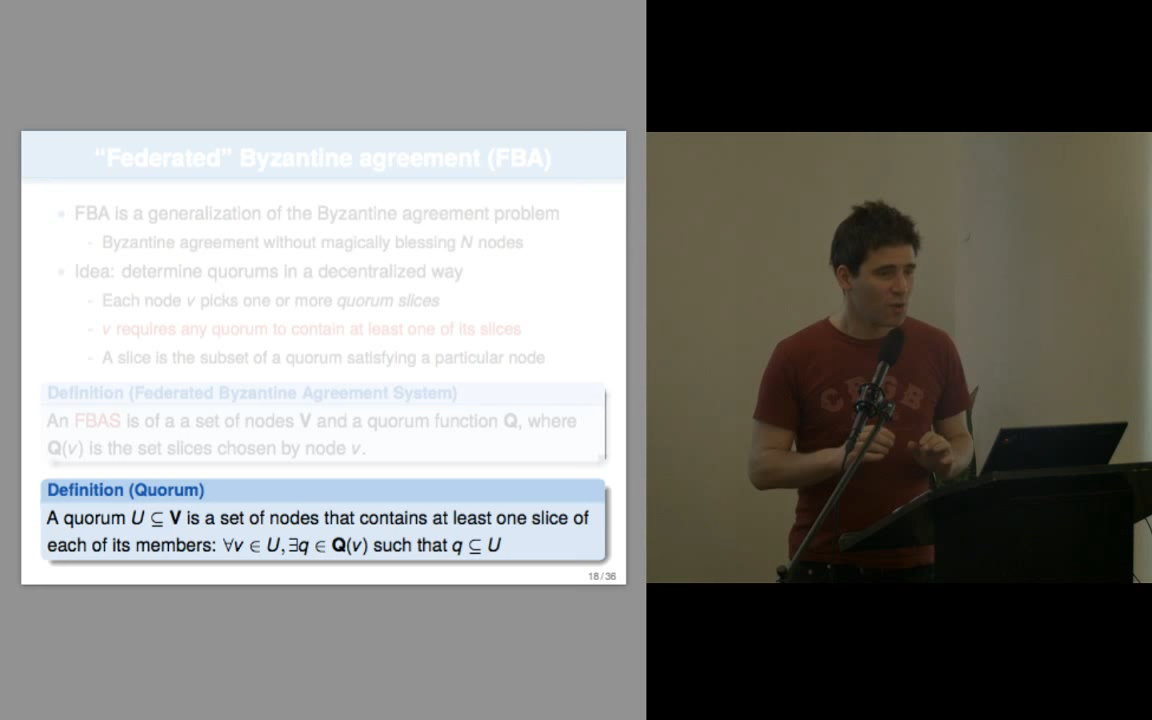 “Federated” Byzantine agreement (FBA)
• FBA is a generalization of the Byzantine agreement problem
- Byzantine agreement without magically blessing N nodes
• Idea: determine quorums in a decentralized way
- Each node v picks one or more quorum slices
- v requires any quorum to contain at least one of its slices
- A slice is the subset of a quorum satisfying a particular node
Definition (Federated Byzantine Agreement System)
An FBAS is of a a set of nodes V and a quorum function Q, where
Q(v) is the set slices chosen by node v.
Definition (Quorum)
A quorum U ⊆ V is a set of nodes that contains at least one slice of
each of its members: ∀v ∈ U, ∃q ∈ Q(v) such that q ⊆ U
18 / 36
CFGB